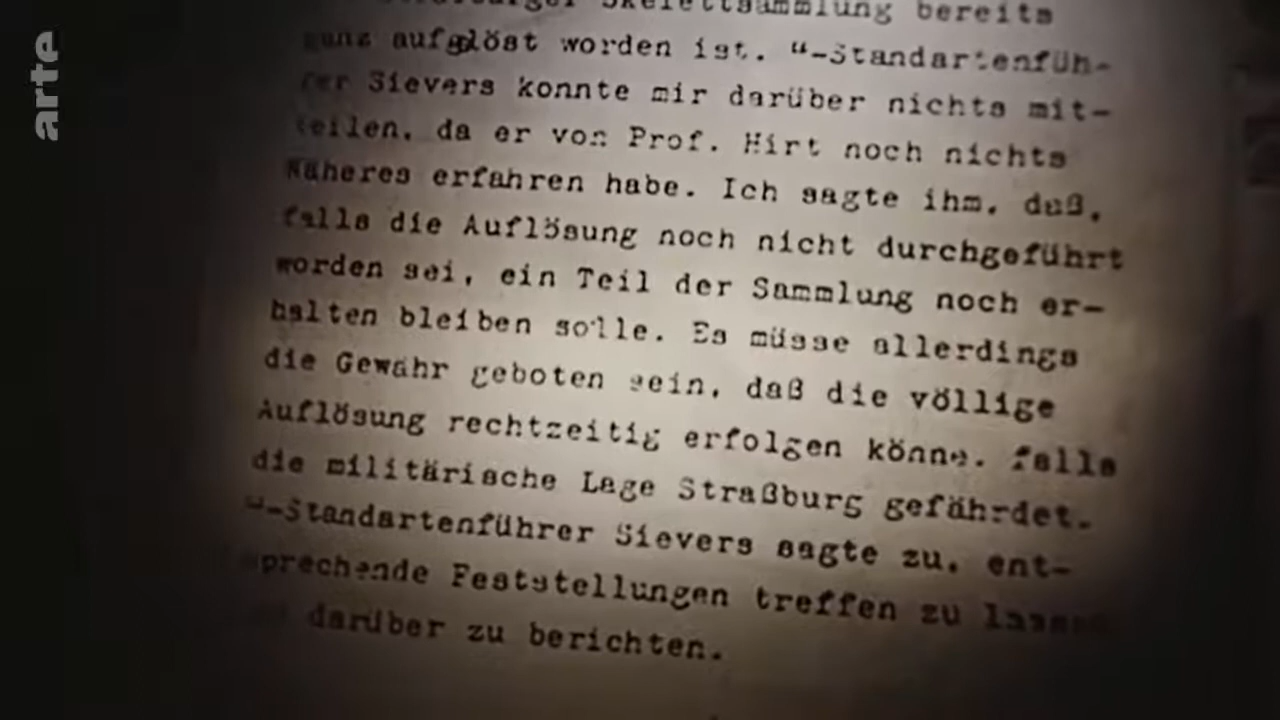 arte
Skelettsammlung bereits
ganz aufglöst worden ist. "-Standartenfüh-
rer Sievers konnte mir darüber nichts mit-
teilen, da er von Prof. Hirt noch nichts
Näheres erfahren habe. Ich sagte ihm, daß,
falls die Auflösung noch nicht durchgeführt
worden sei, ein Teil der Sammlung noch er-
halten bleiben solle. Es müsse allerdings
die Gewähr geboten sein, daß die völlige
Auflösung rechtzeitig erfolgen könne, falls
die militärische Lage Straßburg gefährdet.
"-Standartenführer Sievers sagte zu, ent-
sprechende Feststellungen treffen zu lassen
darüber zu berichten.